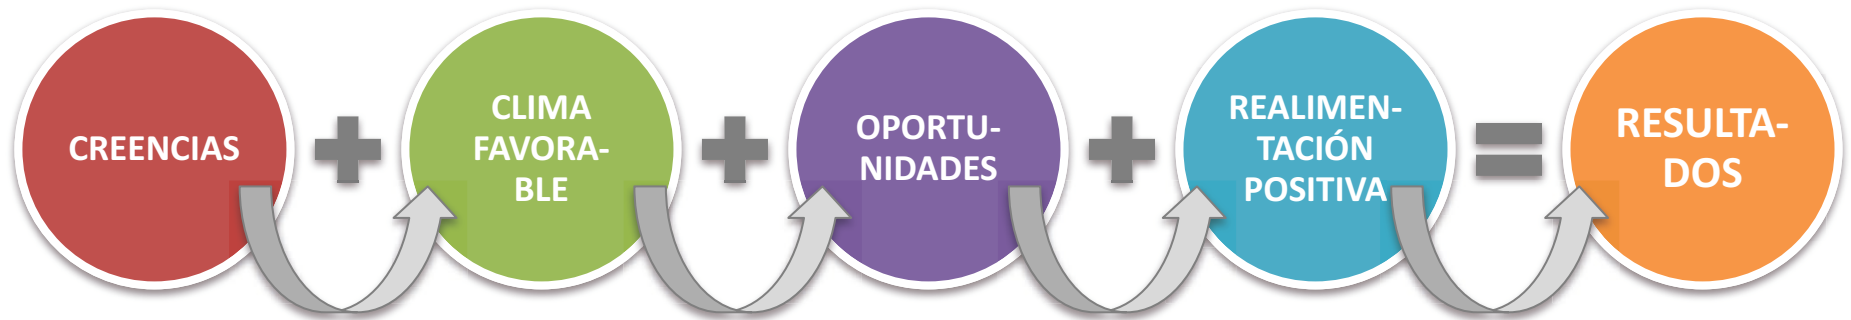 CREENCIAS
CLIMA
FAVORA-
BLE
OPORTU-
NIDADES
REALIMEN-
TACIÓN
POSITIVA
RESULTA-
DOS